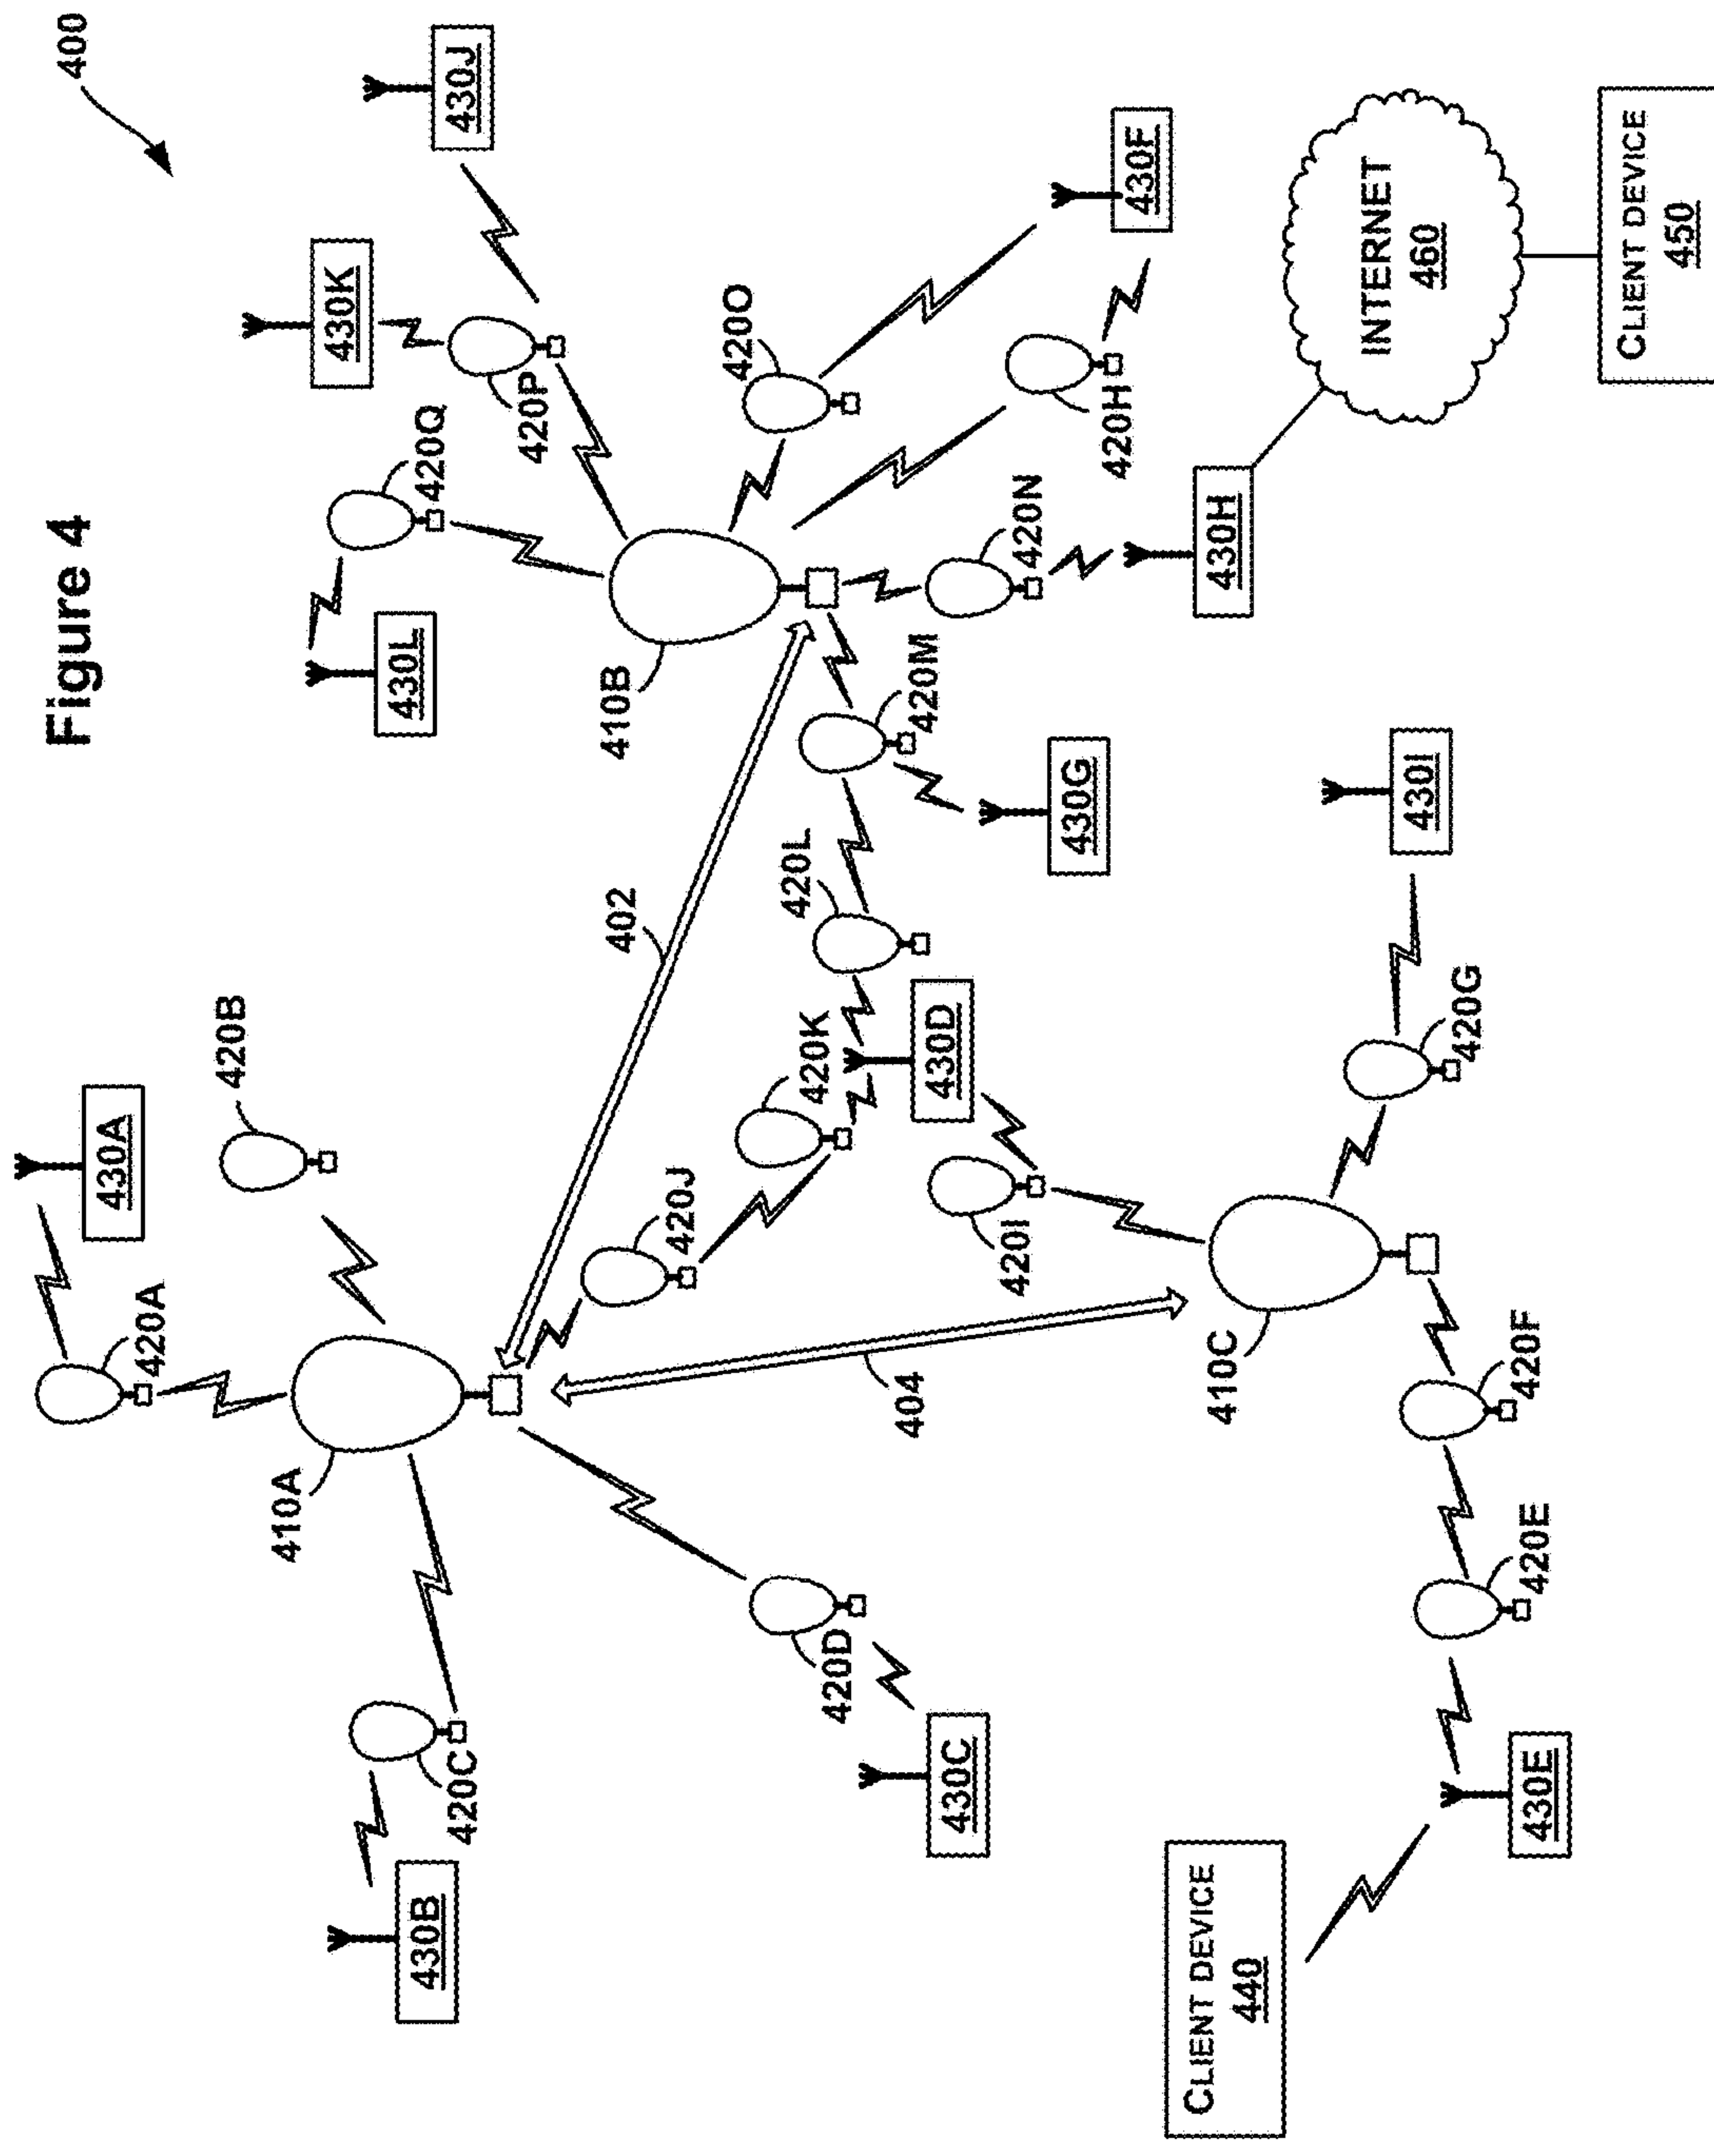 Figure 4
400
430A
420A
420B
410A
430B
420C
420D
430C
402
420J
420K
430D
420L
420M
430G
410B
430L
420Q
430K
420P
430J
420O
430F
420H
420N
430H
INTERNET
460
CLIENT DEVICE
450
404
410C
420I
420G
430I
420F
420E
430E
CLIENT DEVICE
440